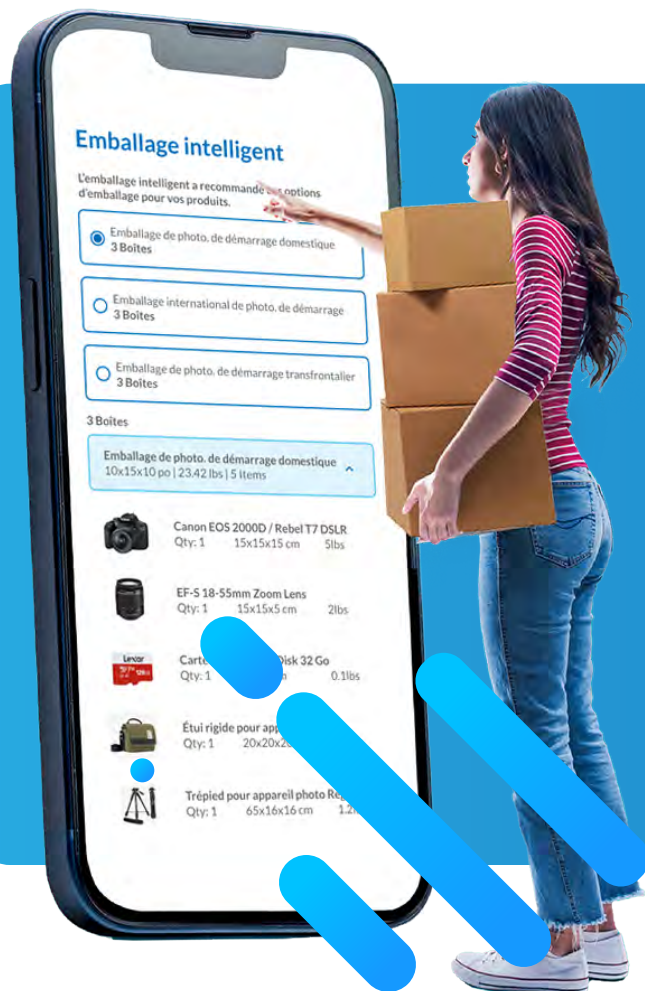 Emballage intelligent
L'emballage intelligent a recommandé options
d'emballage pour vos produits.
Emballage de photo. de démarrage domestique
3 Boîtes
Emballage international de photo. de démarrage
3 Boîtes
Emballage de photo. de démarrage transfrontalier
3 Boîtes
3 Boîtes
Emballage de photo. de démarrage domestique
10x15x10 po | 23.42 lbs | 5 items
Canon EOS 2000D / Rebel T7 DSLR
Qty: 1 15x15x15 cm 5lbs
EF-S 18-55mm Zoom Lens
Qty: 1 15x15x5 cm 2lbs
Lexar
Carte Disk 32 Go
Qty: 1 0.1lbs
Étui rigide pour
Qty: 1
Trépied pour appareil photo
Qty: 1 65x16x16 cm